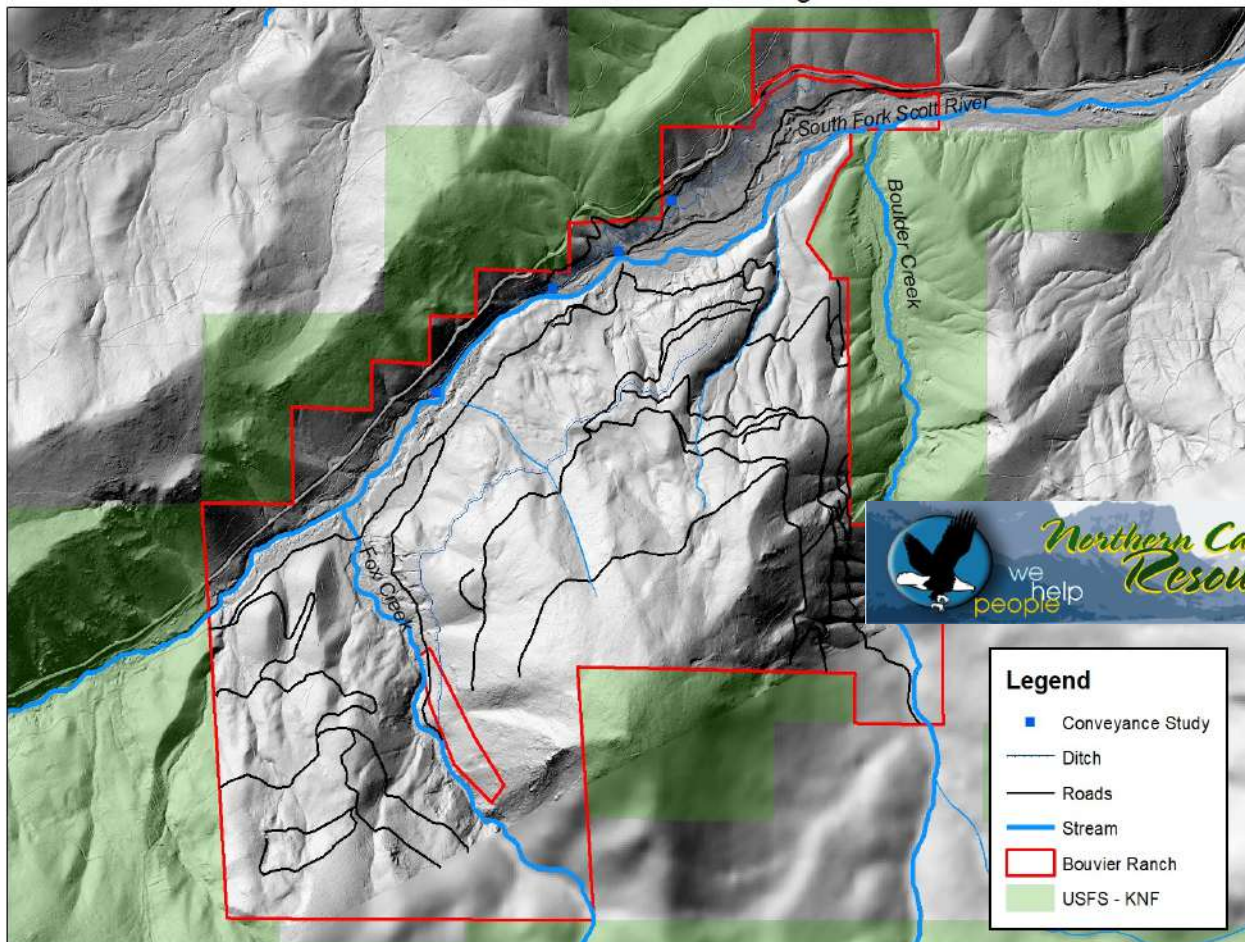 South Fork Scott River
Boulder Creek
Fox Creek
Northern Ca
Resou
we
help
people
Legend
Conveyance Study
Ditch
Roads
Stream
Bouvier Ranch
USFS - KNF